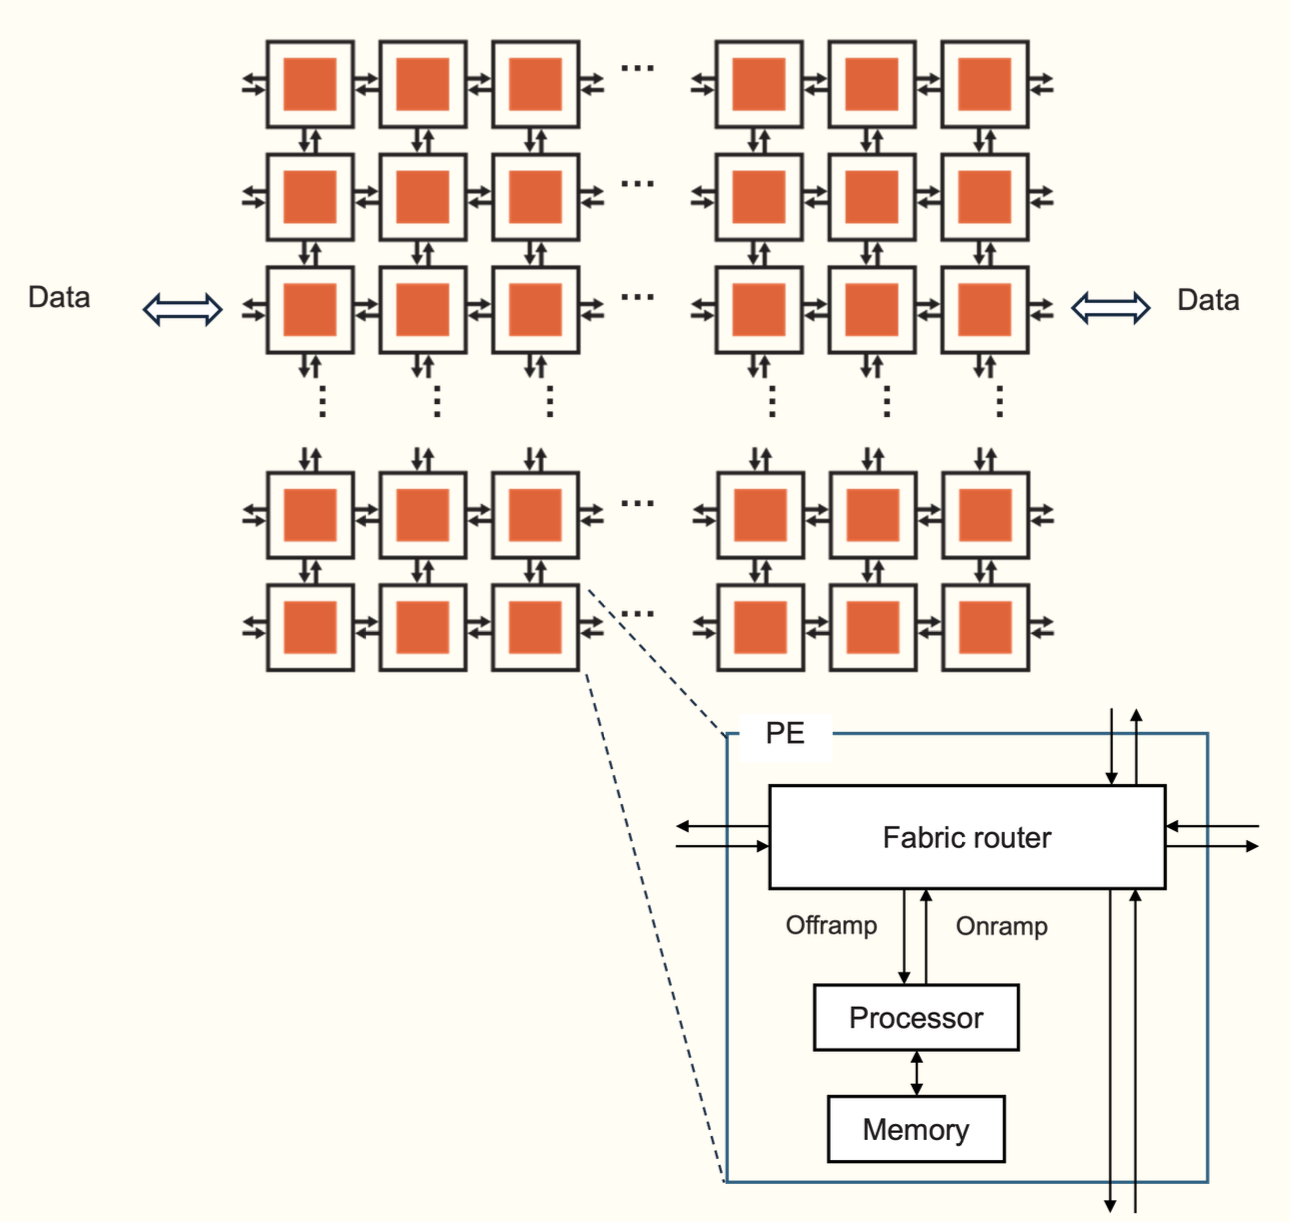 Data
Data
PE
Fabric router
Offramp
Onramp
Processor
Memory